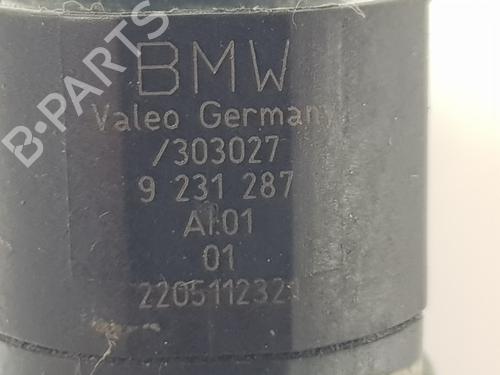 BMW
Valeo Germany
/303027
9 231 287
AI01
01
2205112321
B-PARTS